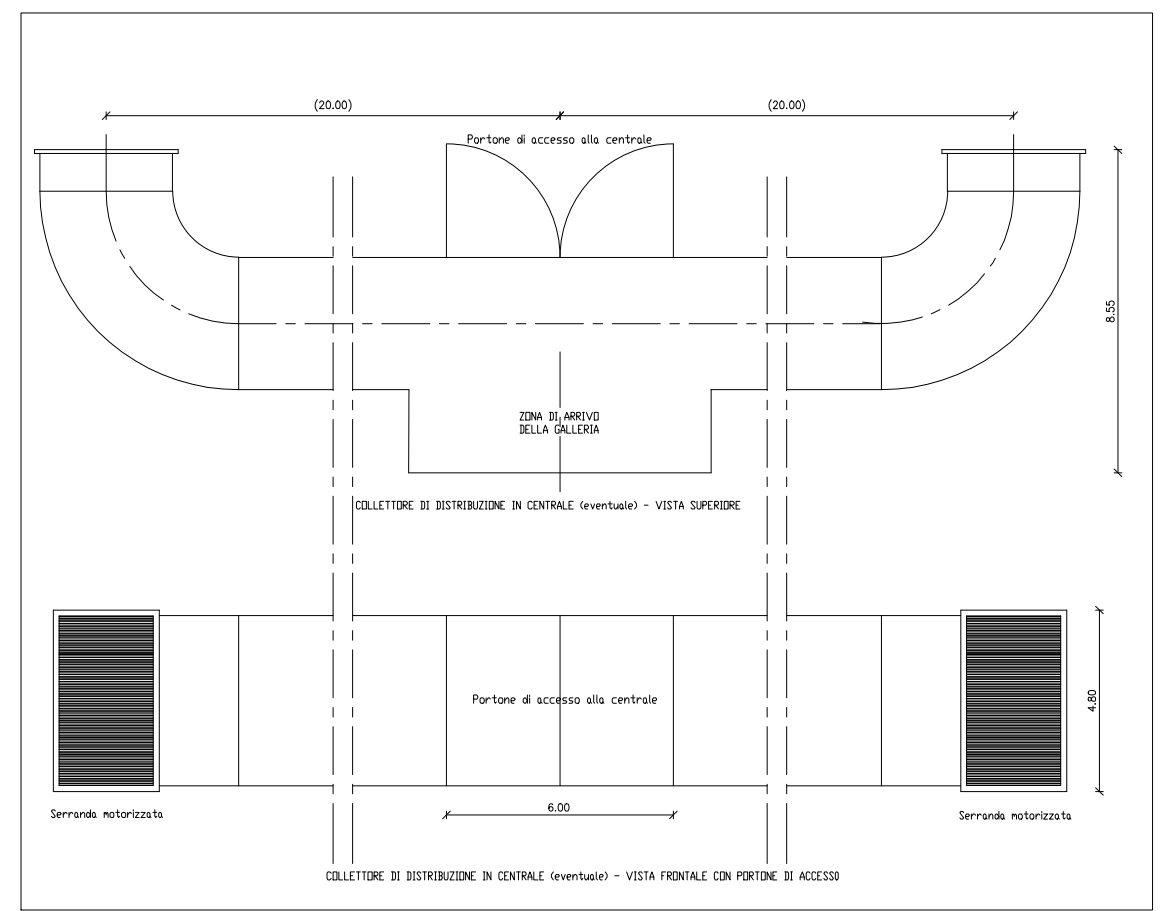 (20.00) (20.00)
Portone di accesso alla centrale
8.55
ZONA DI ARRIVO
DELLA GALLERIA
COLLETTORE DI DISTRIBUZIONE IN CENTRALE (eventuale) - VISTA SUPERIORE
Portone di accesso alla centrale
4.80
6.00
Serranda motorizzata Serranda motorizzata
COLLETTORE DI DISTRIBUZIONE IN CENTRALE (eventuale) - VISTA FRONTALE CON PORTONE DI ACCESSO